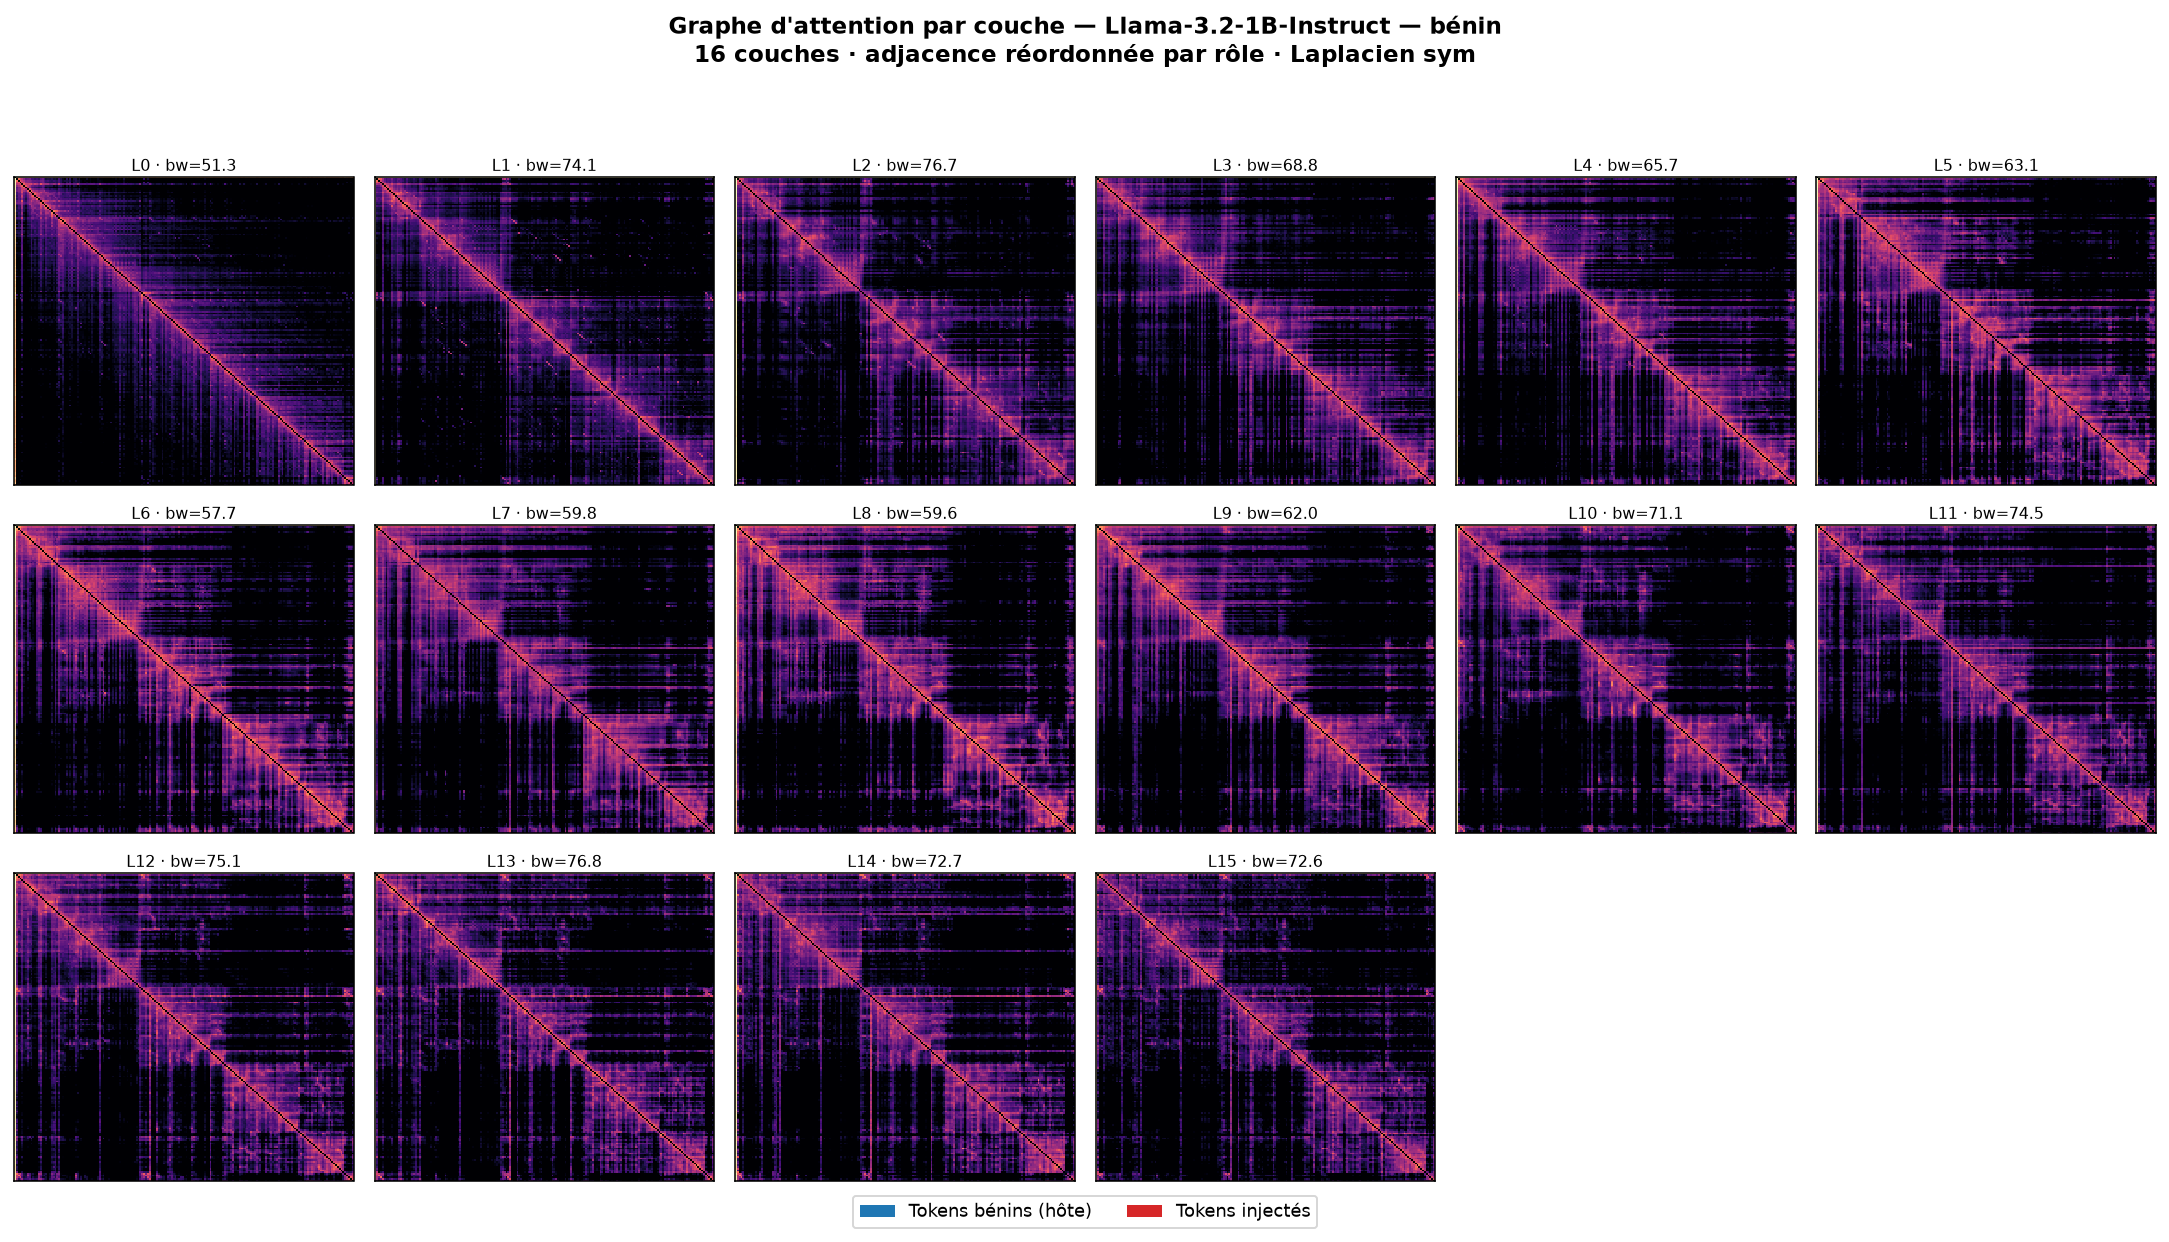 Graphe d'attention par couche — Llama-3.2-1B-Instruct — bénin
16 couches · adjacence réordonnée par rôle · Laplacien sym
L0 · bw=51.3
L1 · bw=74.1
L2 · bw=76.7
L3 · bw=68.8
L4 · bw=65.7
L5 · bw=63.1
L6 · bw=57.7
L7 · bw=59.8
L8 · bw=59.6
L9 · bw=62.0
L10 · bw=71.1
L11 · bw=74.5
L12 · bw=75.1
L13 · bw=76.8
L14 · bw=72.7
L15 · bw=72.6
Tokens bénins (hôte)
Tokens injectés